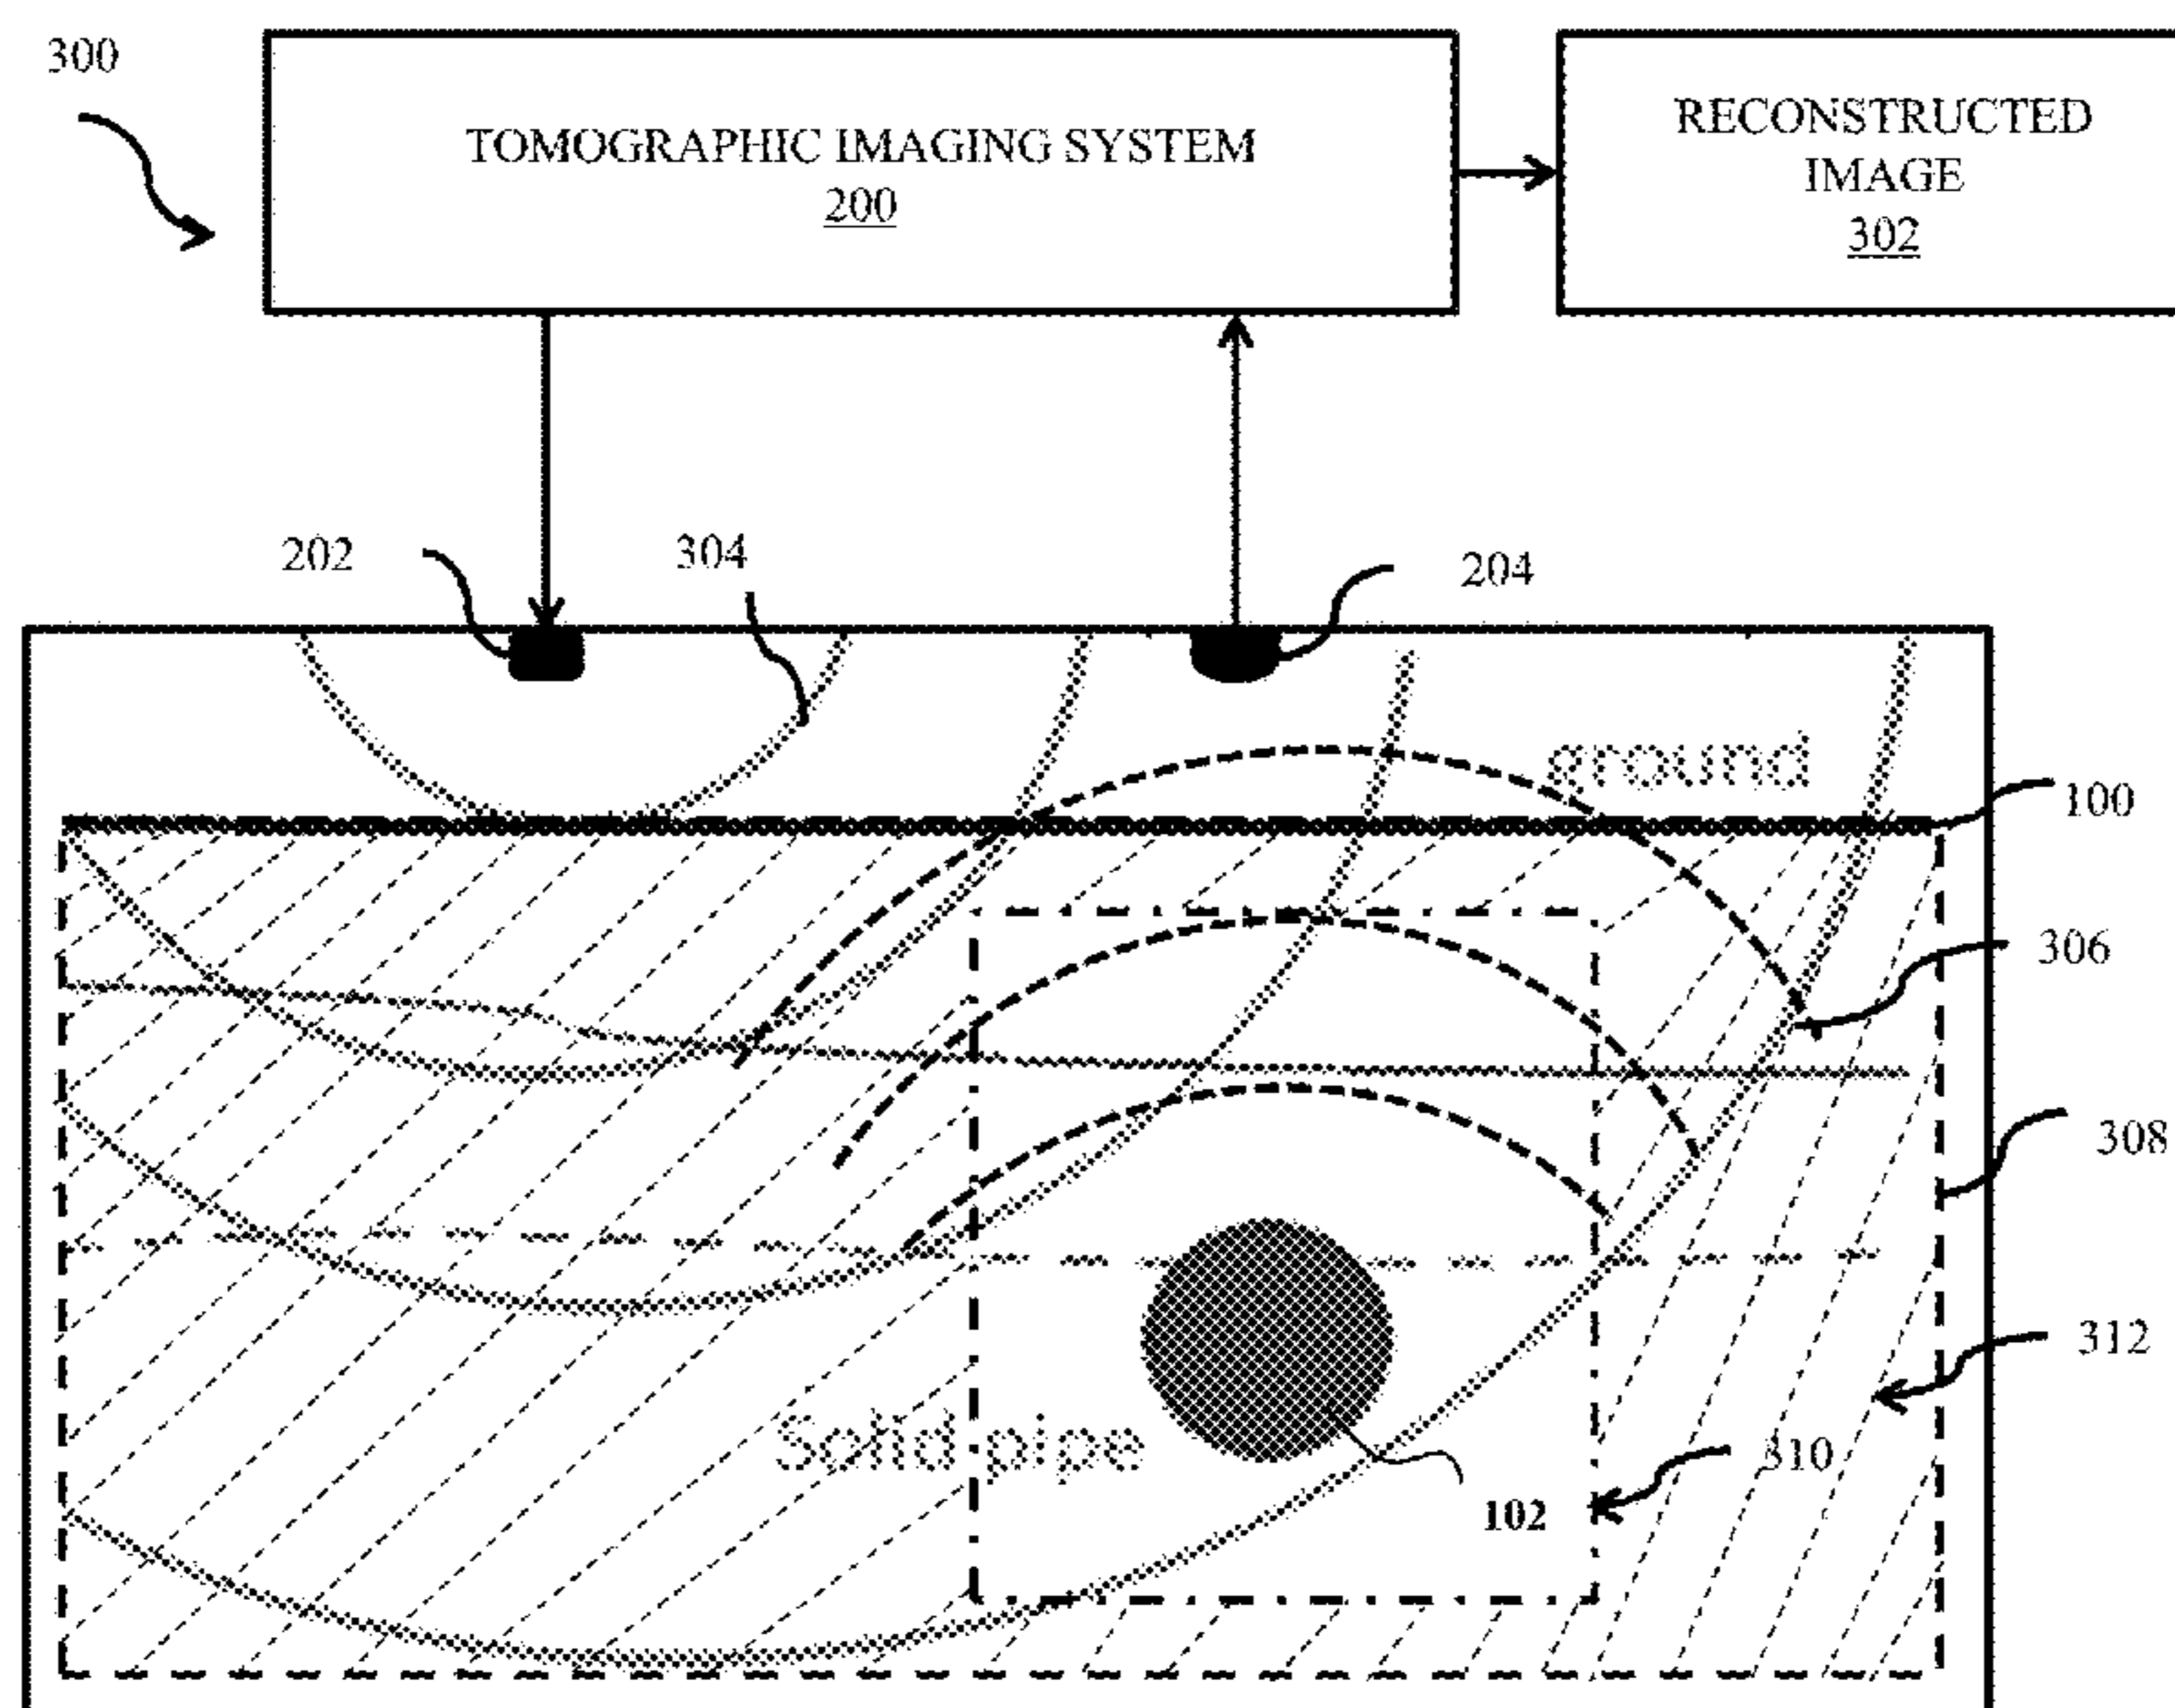 300
TOMOGRAPHIC IMAGING SYSTEM
200
RECONSTRUCTED
IMAGE
302
202
304
204
ground
100
306
308
312
Solid pipe
310
102